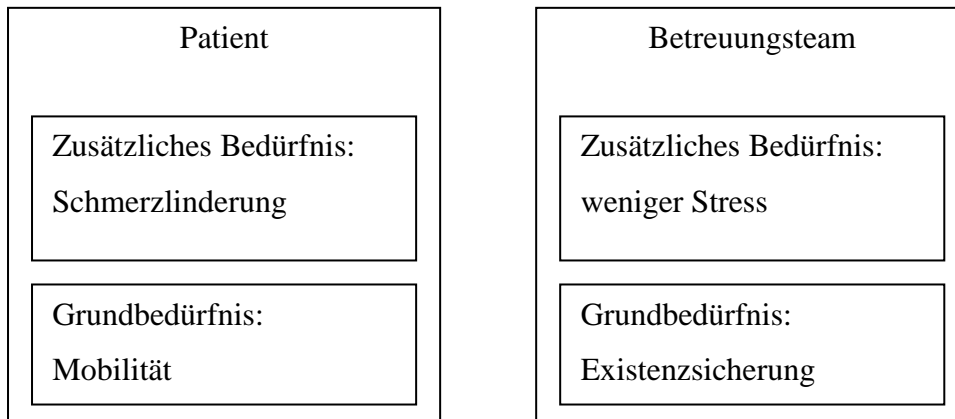 Patient
Zusätzliches Bedürfnis:
Schmerzlinderung
Grundbedürfnis:
Mobilität
Betreuungsteam
Zusätzliches Bedürfnis:
weniger Stress
Grundbedürfnis:
Existenzsicherung